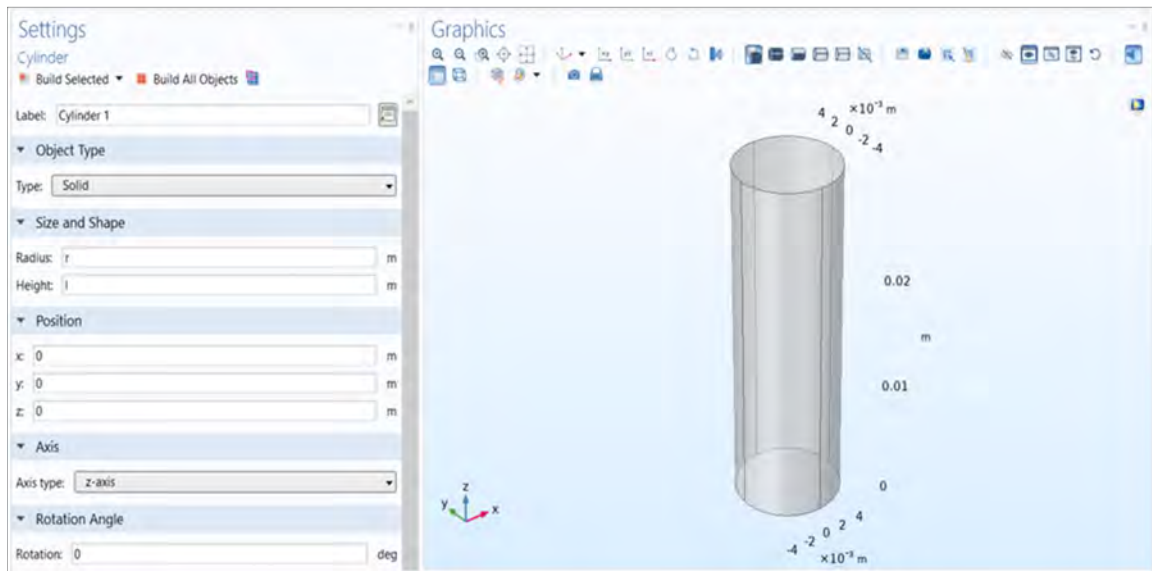 Settings
Cylinder
Build Selected
Build All Objects
Label: Cylinder 1
Object Type
Type: Solid
Size and Shape
Radius: r m
Height: l m
Position
x: 0 m
y: 0 m
z: 0 m
Axis
Axis type: z-axis
Rotation Angle
Rotation: 0 deg
Graphics
4 2 0 -2 -4 ×10⁻³ m
0.02
m
0.01
0
-4 -2 0 2 4
×10⁻³ m
z
y
x